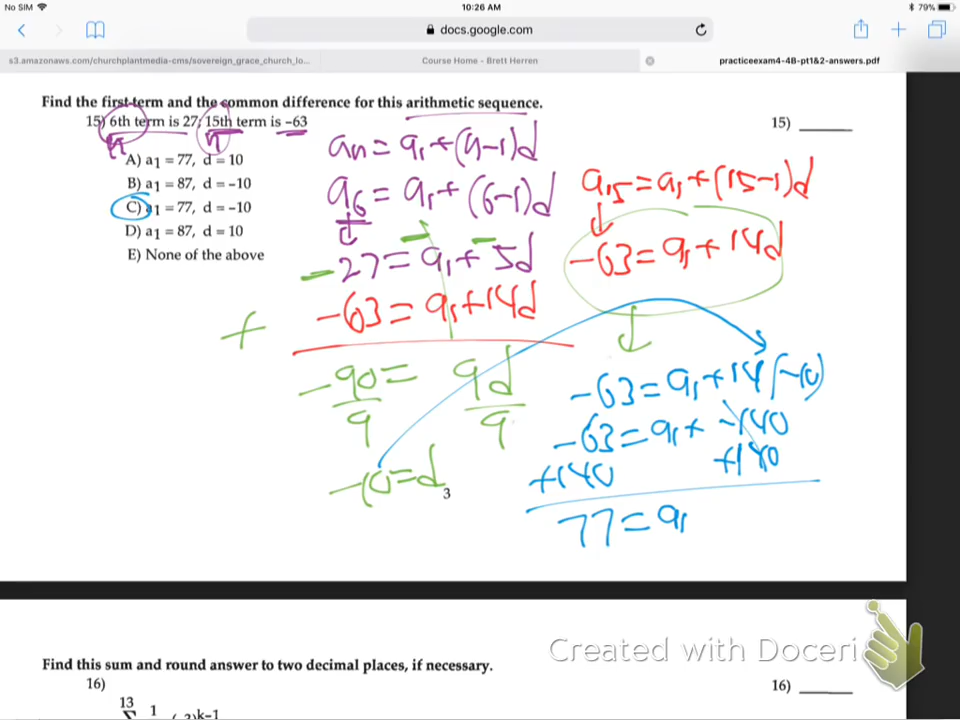 No SIM 10:26 AM 79%
docs.google.com
s3.amazonaws.com/churchplantmedia-cms/sovereign_grace_church_lo... Course Home - Brett Herren practiceexam4-4B-pt1&2-answers.pdf
Find the first term and the common difference for this arithmetic sequence.
15) 6th term is 27; 15th term is −63 15) ______
n n
A) a1 = 77, d = 10
B) a1 = 87, d = −10
C) a1 = 77, d = −10
D) a1 = 87, d = 10
E) None of the above
an = a1 + (n−1)d
a6 = a1 + (6−1)d
−27 = a1 + 5d
+ −63 = a1 + 14d
−90 = 9d
9 9
−10 = d
3
a15 = a1 + (15−1)d
−63 = a1 + 14d
−63 = a1 + 14(−10)
−63 = a1 + −140
+140 +140
77 = a1
Created with Doceri
Find this sum and round answer to two decimal places, if necessary.
16) 16) ______
13 1 k−1